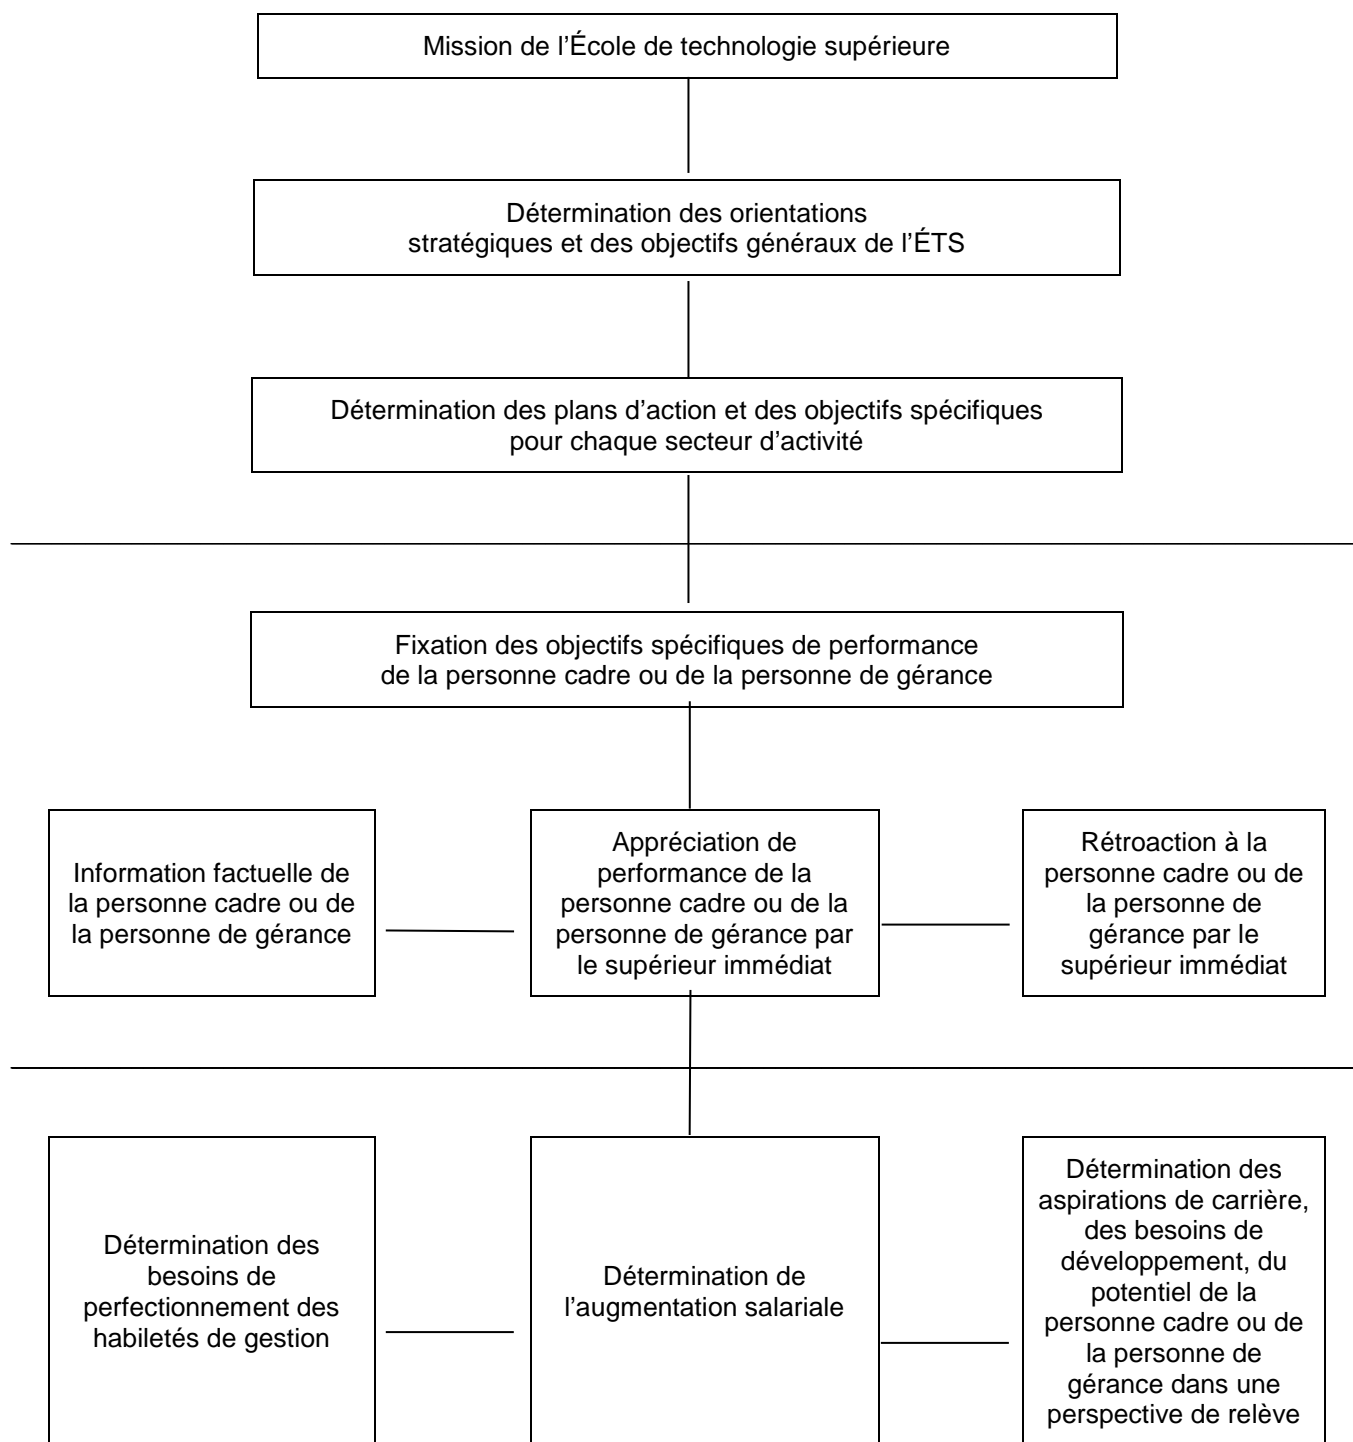 Mission de l’École de technologie supérieure
Détermination des orientations
stratégiques et des objectifs généraux de l’ÉTS
Détermination des plans d’action et des objectifs spécifiques
pour chaque secteur d’activité
Fixation des objectifs spécifiques de performance
de la personne cadre ou de la personne de gérance
Information factuelle de
la personne cadre ou de
la personne de gérance
Appréciation de
performance de la
personne cadre ou de la
personne de gérance par
le supérieur immédiat
Rétroaction à la
personne cadre ou de
la personne de
gérance par le
supérieur immédiat
Détermination des
besoins de
perfectionnement des
habiletés de gestion
Détermination de
l’augmentation salariale
Détermination des
aspirations de carrière,
des besoins de
développement, du
potentiel de la
personne cadre ou de
la personne de
gérance dans une
perspective de relève